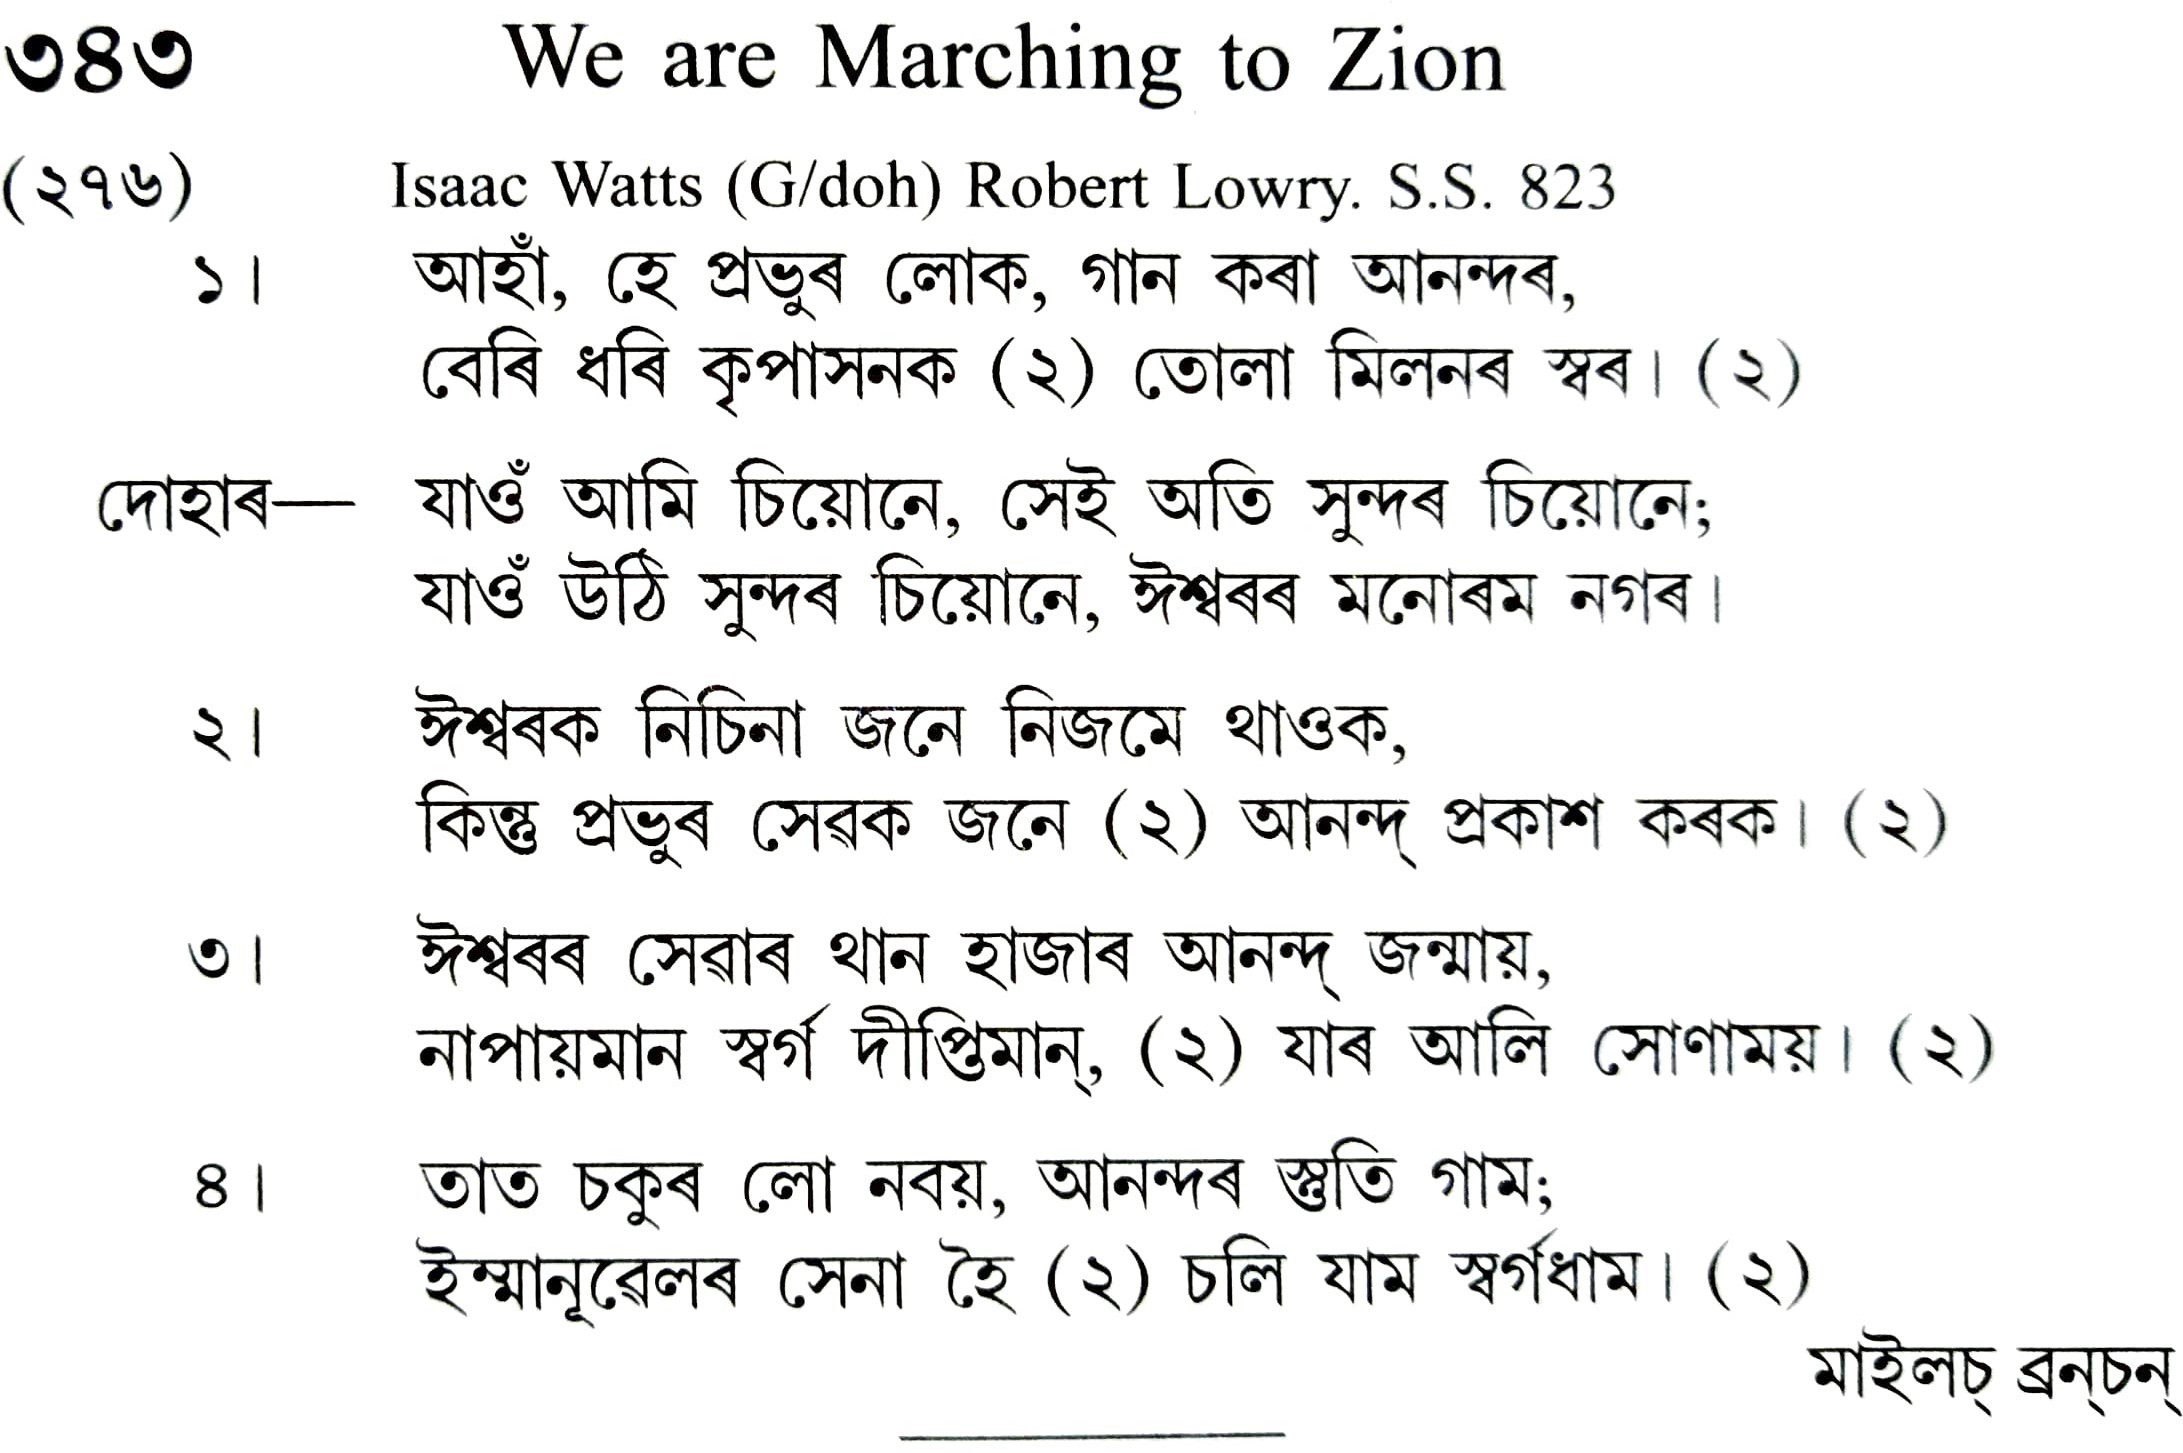 ৩৪৩ We are Marching to Zion
(২৭৬) Isaac Watts (G/doh) Robert Lowry. S.S. 823
১। আহাঁ, হে প্ৰভুৰ লোক, গান কৰা আনন্দৰ,
বেৰি ধৰি কৃপাসনক (২) তোলা মিলনৰ স্বৰ। (২)
দোহাৰ— যাওঁ আমি চিয়োনে, সেই অতি সুন্দৰ চিয়োনে;
যাওঁ উঠি সুন্দৰ চিয়োনে, ঈশ্বৰৰ মনোৰম নগৰ।
২। ঈশ্বৰক নিচিনা জনে নিজমে থাওক,
কিন্তু প্ৰভুৰ সেৱক জনে (২) আনন্দ্ প্ৰকাশ কৰক। (২)
৩। ঈশ্বৰৰ সেৱাৰ থান হাজাৰ আনন্দ্ জন্মায়,
নাপায়মান স্বৰ্গ দীপ্তিমান্, (২) যাৰ আলি সোণাময়। (২)
৪। তাত চকুৰ লো নবয়, আনন্দৰ স্তুতি গাম;
ইম্মানূৱেলৰ সেনা হৈ (২) চলি যাম স্বৰ্গধাম। (২)
মাইলচ্ ব্ৰন্‌চন্